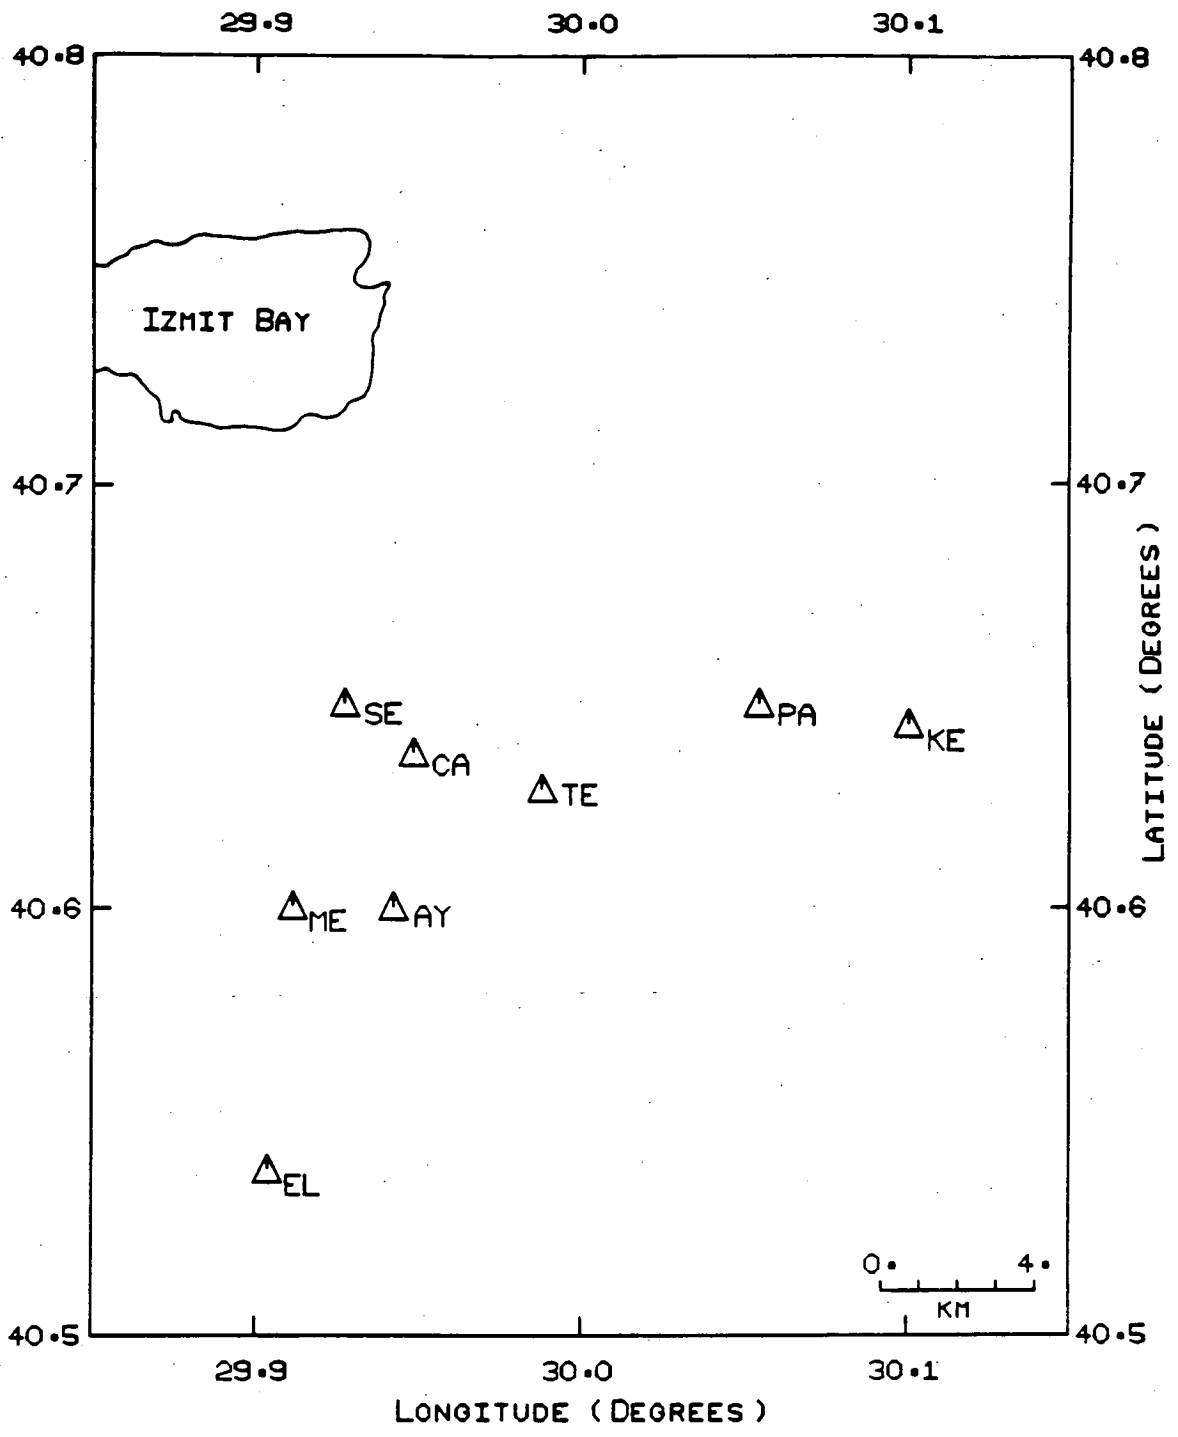 29.9 30.0 30.1
40.8 40.8
IZMIT BAY
40.7 40.7
LATITUDE (DEGREES)
SE PA
KE
CA
TE
40.6 ME AY 40.6
EL
0. 4.
KM
40.5 40.5
29.9 30.0 30.1
LONGITUDE (DEGREES)